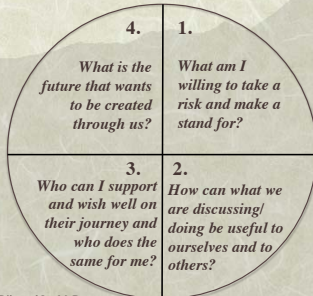 4.
What is the
future that wants
to be created
through us?
1.
What am I
willing to take a
risk and make a
stand for?
3.
Who can I support
and wish well on
their journey and
who does the
same for me?
2.
How can what we
are discussing/
doing be useful to
ourselves and to
others?